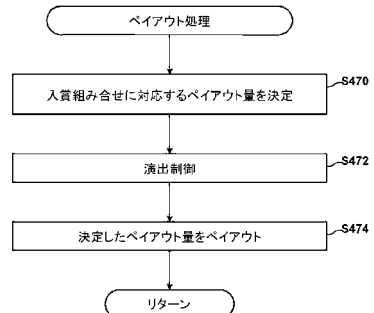 ペイアウト処理
入賞組み合せに対応するペイアウト量を決定
S470
演出制御
S472
決定したペイアウト量をペイアウト
S474
リターン